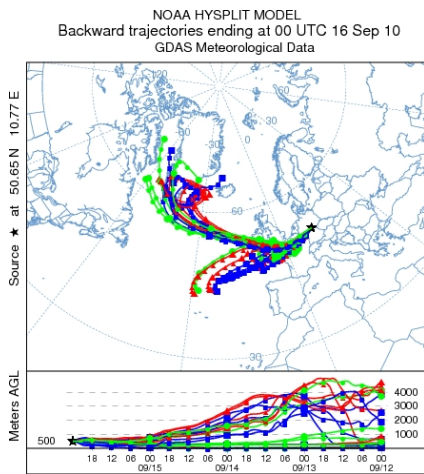 NOAA HYSPLIT MODEL
Backward trajectories ending at 00 UTC 16 Sep 10
GDAS Meteorological Data
Source ★ at 50.65 N 10.77 E
120
0
30
60
30
Meters AGL
500
4000
3000
2000
1000
18 12 06 00 18 12 06 00 18 12 06 00 18 12 06 00
09/15 09/14 09/13 09/12